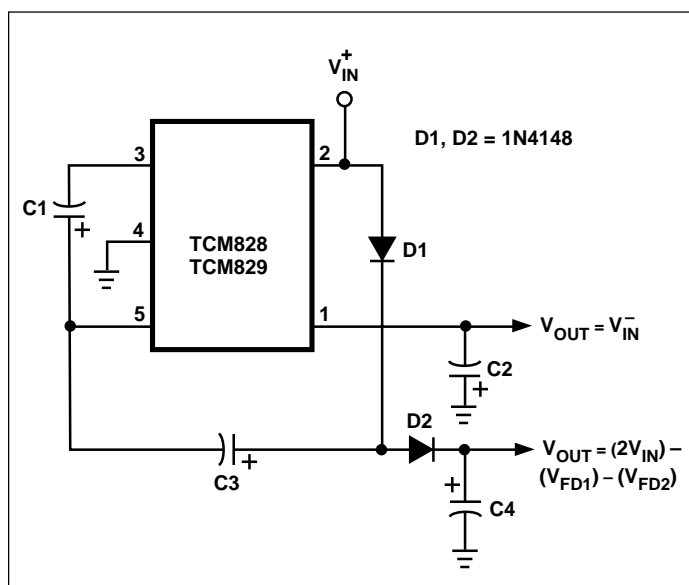 V+IN
D1, D2 = 1N4148
3
2
C1
+
4
TCM828
TCM829
D1
5
1
VOUT = V–IN
C2
+
D2
C3
+
VOUT = (2VIN) –
(VFD1) – (VFD2)
+
C4